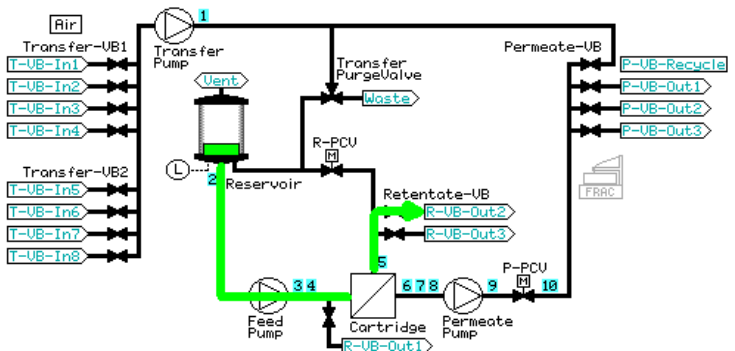 Air
1
Transfer-VB1
Transfer
Pump
Permeate-VB
T-VB-In1
T-VB-In2
T-VB-In3
T-VB-In4
Vent
Transfer
PurgeValve
Waste
P-VB-Recycle
P-VB-Out1
P-VB-Out2
P-VB-Out3
R-PCV
M
L
2
Reservoir
Transfer-VB2
T-VB-In5
T-VB-In6
T-VB-In7
T-VB-In8
Retentate-VB
R-VB-Out2
R-VB-Out3
FRAC
5
P-PCV
M
3 4
6 7 8
9
10
Feed
Pump
Cartridge
Permeate
Pump
R-VB-Out1